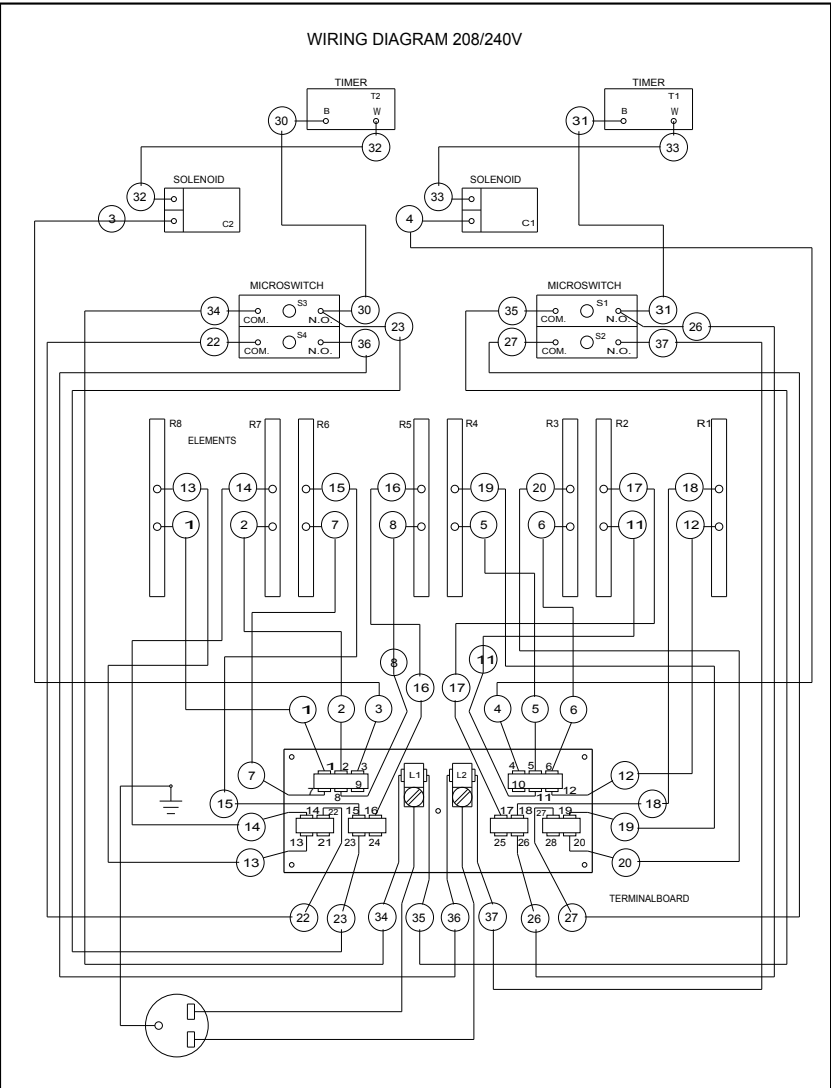 WIRING DIAGRAM 208/240V
TIMER
TIMER
T2
T1
B
W
B
W
30
31
32
33
SOLENOID
SOLENOID
32
33
3
C2
4
C1
MICROSWITCH
MICROSWITCH
34
S3
30
35
S1
31
COM.
N.O.
23
COM.
N.O.
26
22
S4
36
27
S2
37
COM.
N.O.
COM.
N.O.
R8
R7
R6
R5
R4
R3
R2
R1
ELEMENTS
13
14
15
16
19
20
17
18
1
2
7
8
5
6
11
12
8
11
16
17
1
2
3
4
5
6
7
1
2
3
L1
L2
4
5
6
12
7
8
9
10
11
12
15
18
14
14
22
15
16
17
18
27
19
19
13
21
23
24
25
26
28
20
13
20
TERMINALBOARD
22
23
34
35
36
37
26
27